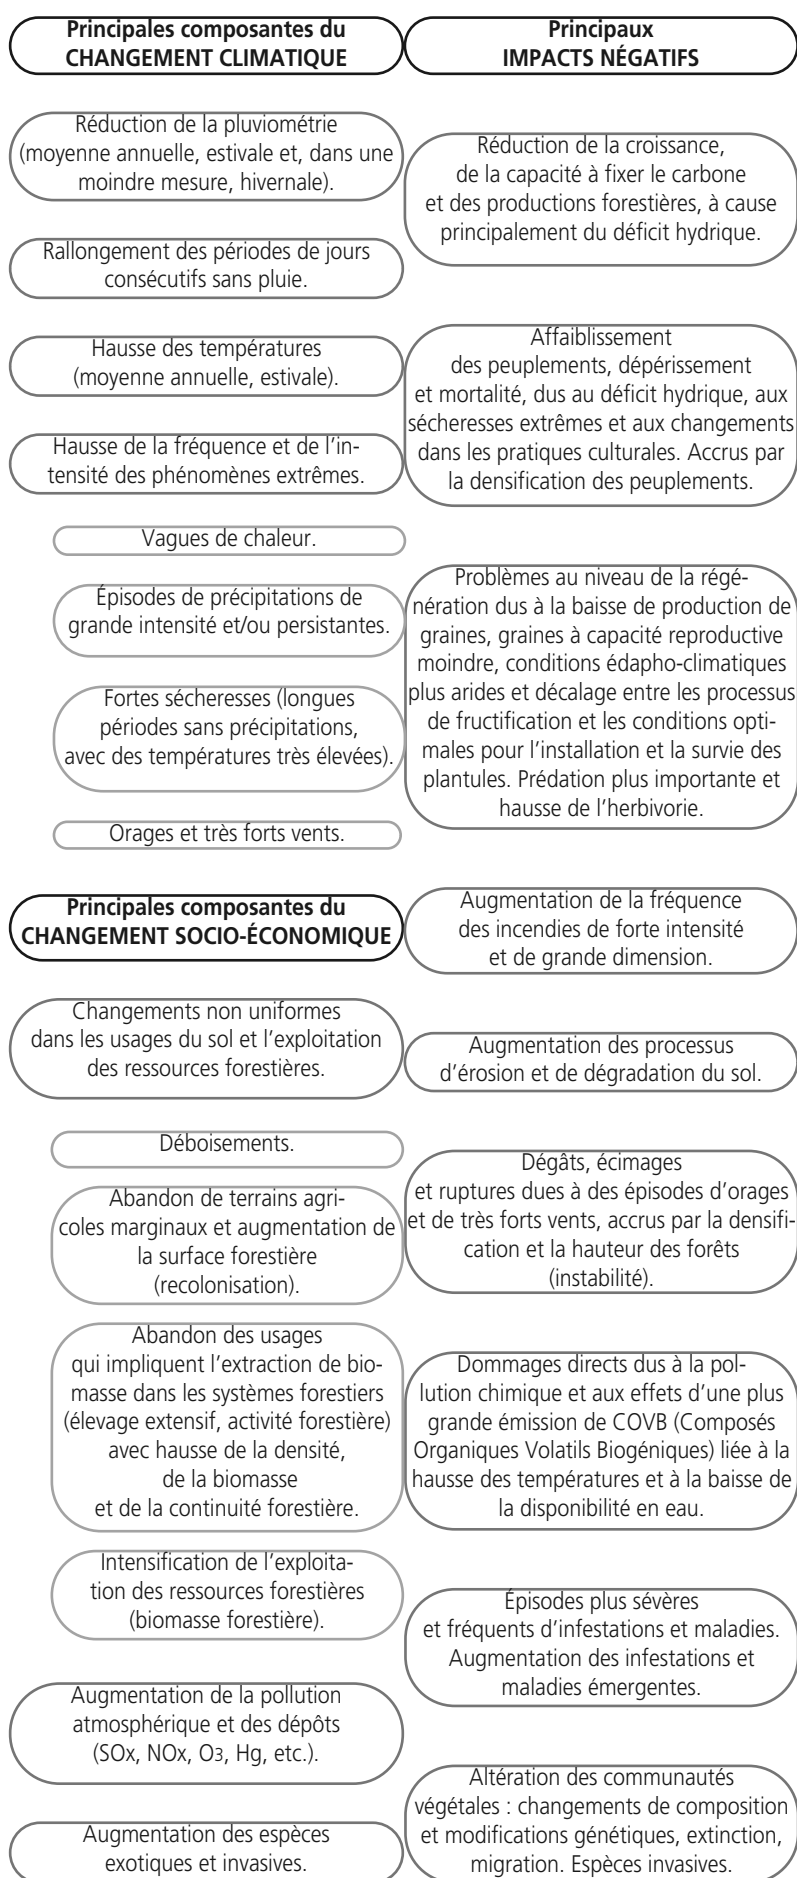 Principales composantes du
CHANGEMENT CLIMATIQUE
Réduction de la pluviométrie
(moyenne annuelle, estivale et, dans une
moindre mesure, hivernale).
Rallongement des périodes de jours
consécutifs sans pluie.
Hausse des températures
(moyenne annuelle, estivale).
Hausse de la fréquence et de l'in-
tensité des phénomènes extrêmes.
Vagues de chaleur.
Épisodes de précipitations de
grande intensité et/ou persistantes.
Fortes sécheresses (longues
périodes sans précipitations,
avec des températures très élevées).
Orages et très forts vents.
Principales composantes du
CHANGEMENT SOCIO-ÉCONOMIQUE
Changements non uniformes
dans les usages du sol et l'exploitation
des ressources forestières.
Déboisements.
Abandon de terrains agri-
coles marginaux et augmentation de
la surface forestière
(recolonisation).
Abandon des usages
qui impliquent l'extraction de bio-
masse dans les systèmes forestiers
(élevage extensif, activité forestière)
avec hausse de la densité,
de la biomasse
et de la continuité forestière.
Intensification de l'exploita-
tion des ressources forestières
(biomasse forestière).
Augmentation de la pollution
atmosphérique et des dépôts
(SOx, NOx, O3, Hg, etc.).
Augmentation des espèces
exotiques et invasives.
Principaux
IMPACTS NÉGATIFS
Réduction de la croissance,
de la capacité à fixer le carbone
et des productions forestières, à cause
principalement du déficit hydrique.
Affaiblissement
des peuplements, dépérissement
et mortalité, dus au déficit hydrique, aux
sécheresses extrêmes et aux changements
dans les pratiques culturales. Accrus par
la densification des peuplements.
Problèmes au niveau de la régé-
nération dus à la baisse de production de
graines, graines à capacité reproductive
moindre, conditions édapho-climatiques
plus arides et décalage entre les processus
de fructification et les conditions opti-
males pour l'installation et la survie des
plantules. Prédation plus importante et
hausse de l'herbivorie.
Augmentation de la fréquence
des incendies de forte intensité
et de grande dimension.
Augmentation des processus
d'érosion et de dégradation du sol.
Dégâts, écimages
et ruptures dues à des épisodes d'orages
et de très forts vents, accrus par la densifi-
cation et la hauteur des forêts
(instabilité).
Dommages directs dus à la pol-
lution chimique et aux effets d'une plus
grande émission de COVB (Composés
Organiques Volatils Biogéniques) liée à la
hausse des températures et à la baisse de
la disponibilité en eau.
Épisodes plus sévères
et fréquents d'infestations et maladies.
Augmentation des infestations et
maladies émergentes.
Altération des communautés
végétales : changements de composition
et modifications génétiques, extinction,
migration. Espèces invasives.